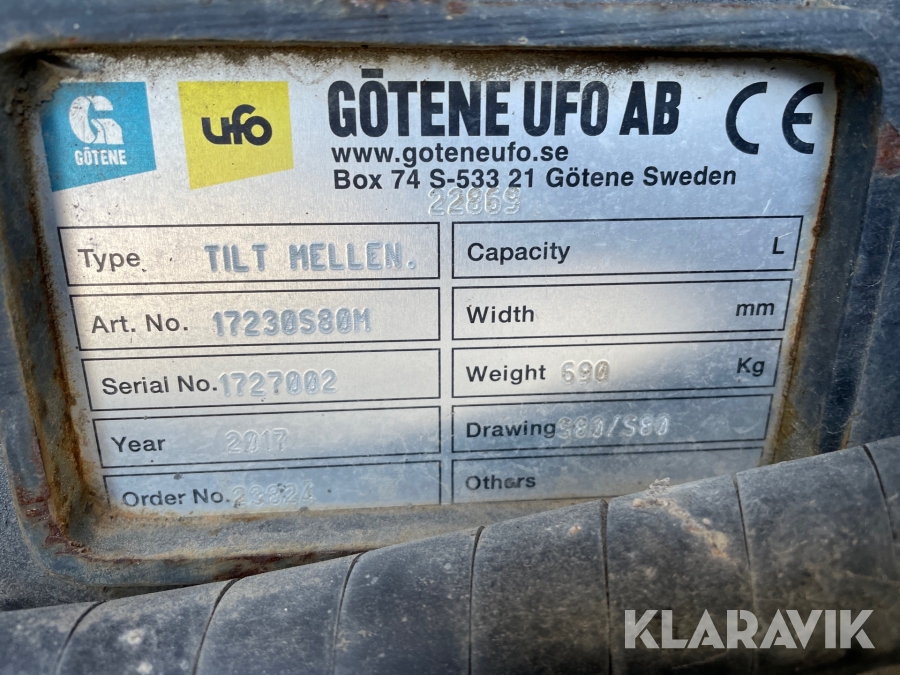 GÖTENE
ufo
GÖTENE UFO AB
CE
www.goteneufo.se
Box 74 S-533 21 Götene Sweden
22869
Type TILT MELLEN.
Capacity L
Art. No. 17230S80M
Width mm
Serial No. 1727002
Weight 690 Kg
Year 2017
Drawing S80/S80
Order No. 23824
Others
KLARAVIK